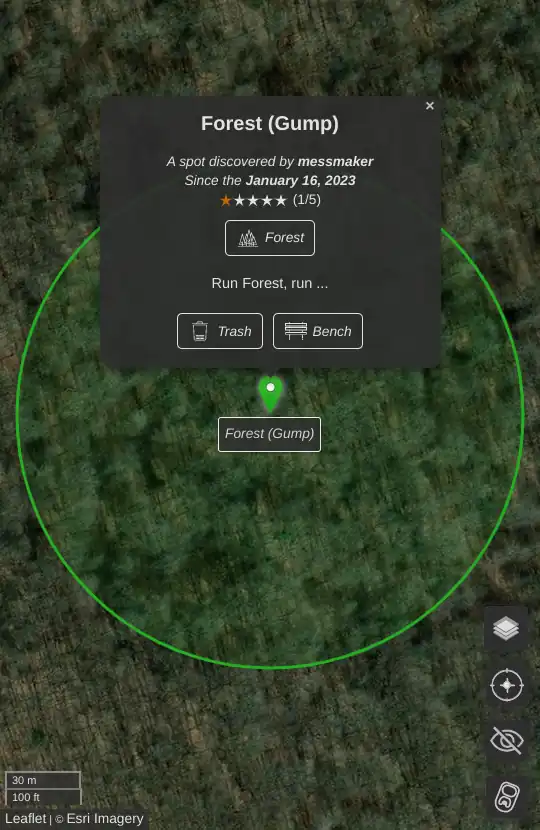 ×
Forest (Gump)
A spot discovered by messmaker
Since the January 16, 2023
★★★★★ (1/5)
Forest
Run Forest, run ...
Trash Bench
Forest (Gump)
30 m
100 ft
Leaflet | © Esri Imagery